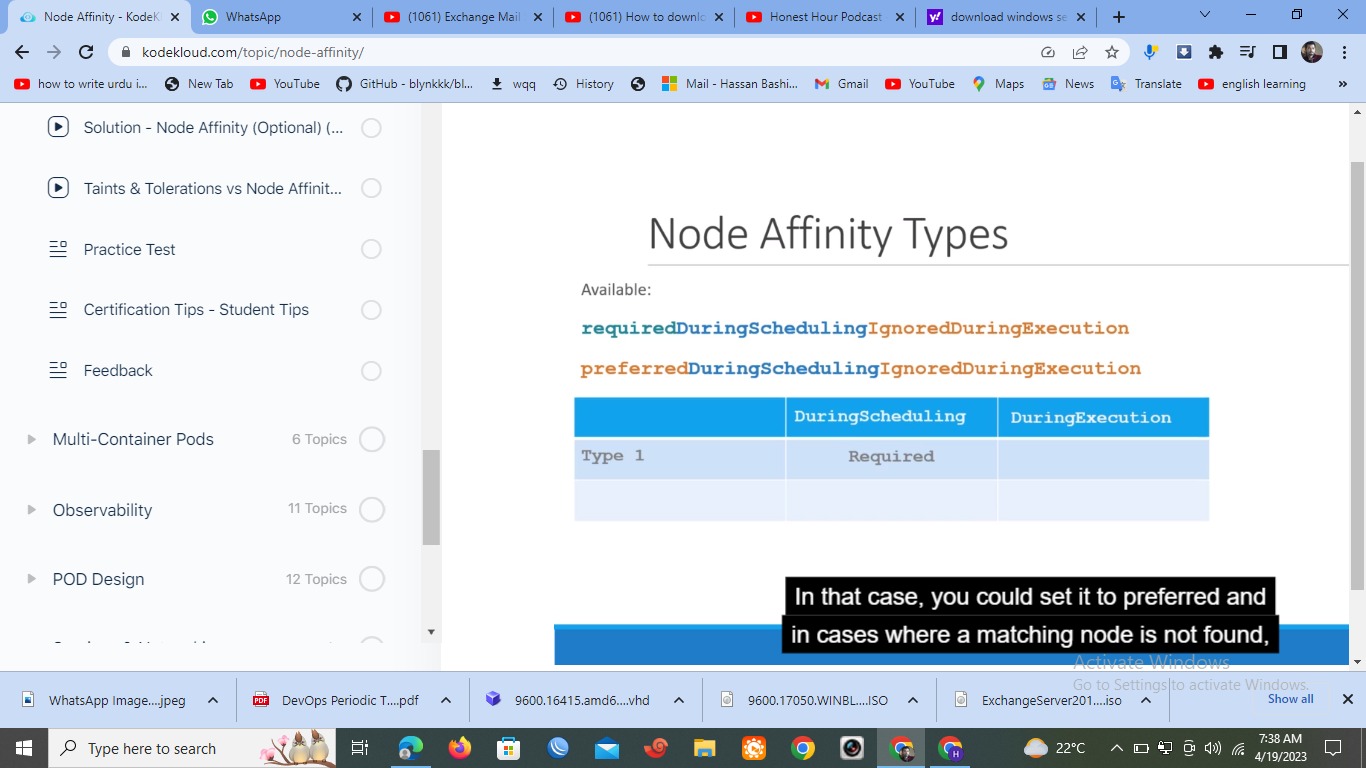 Node Affinity - KodeK
WhatsApp
(1061) Exchange Mail
(1061) How to downlo
Honest Hour Podcast
download windows se
kodekloud.com/topic/node-affinity/
how to write urdu i...
New Tab
YouTube
GitHub - blynkkk/bl...
wqq
History
Mail - Hassan Bashi...
Gmail
YouTube
Maps
News
Translate
english learning
»
Solution - Node Affinity (Optional) (...
Taints & Tolerations vs Node Affinit...
Practice Test
Certification Tips - Student Tips
Feedback
Multi-Container Pods 6 Topics
Observability 11 Topics
POD Design 12 Topics
Node Affinity Types
Available:
requiredDuringSchedulingIgnoredDuringExecution
preferredDuringSchedulingIgnoredDuringExecution
DuringScheduling DuringExecution
Type 1 Required
In that case, you could set it to preferred and
in cases where a matching node is not found,
Activate Windows
Go to Settings to activate Windows.
WhatsApp Image....jpeg
DevOps Periodic T....pdf
9600.16415.amd6....vhd
9600.17050.WINBL....ISO
ExchangeServer201....iso
Show all
Type here to search
22°C
7:38 AM
4/19/2023